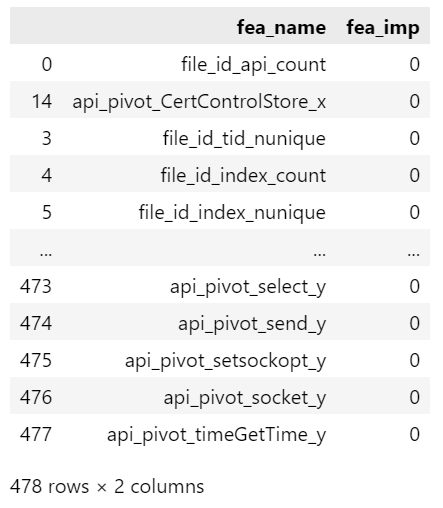 fea_name fea_imp
0 file_id_api_count 0
14 api_pivot_CertControlStore_x 0
3 file_id_tid_nunique 0
4 file_id_index_count 0
5 file_id_index_nunique 0
... ... ...
473 api_pivot_select_y 0
474 api_pivot_send_y 0
475 api_pivot_setsockopt_y 0
476 api_pivot_socket_y 0
477 api_pivot_timeGetTime_y 0
478 rows × 2 columns